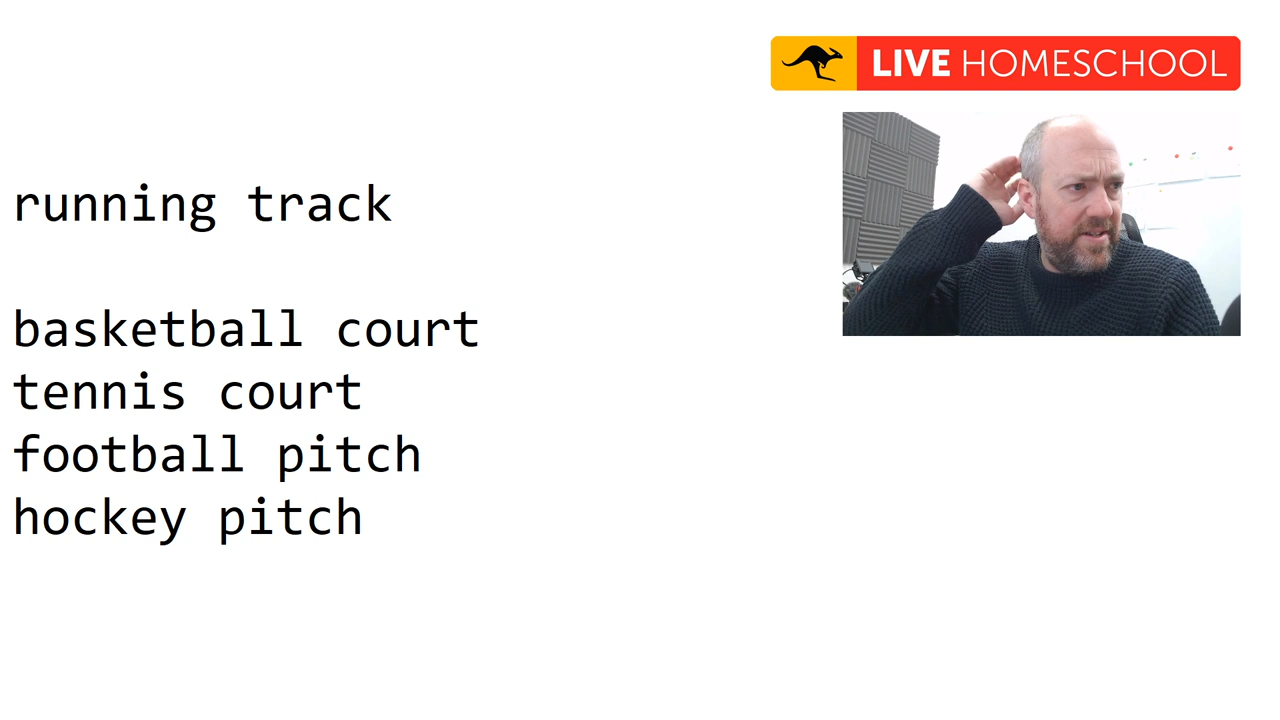 LIVE HOMESCHOOL
running track
basketball court
tennis court
football pitch
hockey pitch